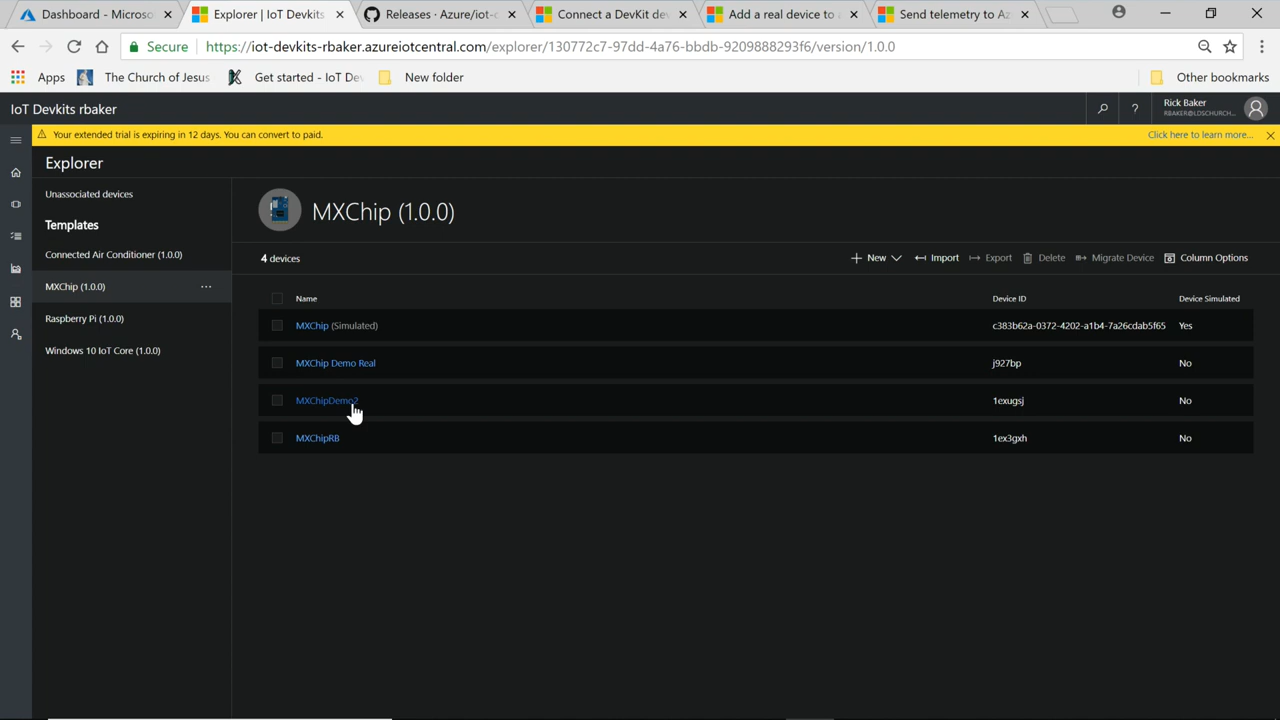 Dashboard - Micros
Explorer | IoT Devkits
Releases · Azure/iot-c
Connect a DevKit de
Add a real device to
Send telemetry to Az
Secure
https://iot-devkits-rbaker.azureiotcentral.com/explorer/130772c7-97dd-4a76-bbdb-9209888293f6/version/1.0.0
Apps
The Church of Jesus
Get started - IoT De
New folder
Other bookmarks
IoT Devkits rbaker
Rick Baker
RBAKER@LDSCHURCH...
Your extended trial is expiring in 12 days. You can convert to paid.
Click here to learn more...
Explorer
Unassociated devices
Templates
Connected Air Conditioner (1.0.0)
MXChip (1.0.0)
Raspberry Pi (1.0.0)
Windows 10 IoT Core (1.0.0)
MXChip (1.0.0)
4 devices
New
Import
Export
Delete
Migrate Device
Column Options
Name
Device ID
Device Simulated
MXChip (Simulated)
c383b62a-0372-4202-a1b4-7a26cdab5f65
Yes
MXChip Demo Real
j927bp
No
MXChipDemo2
1exugsj
No
MXChipRB
1ex3gxh
No